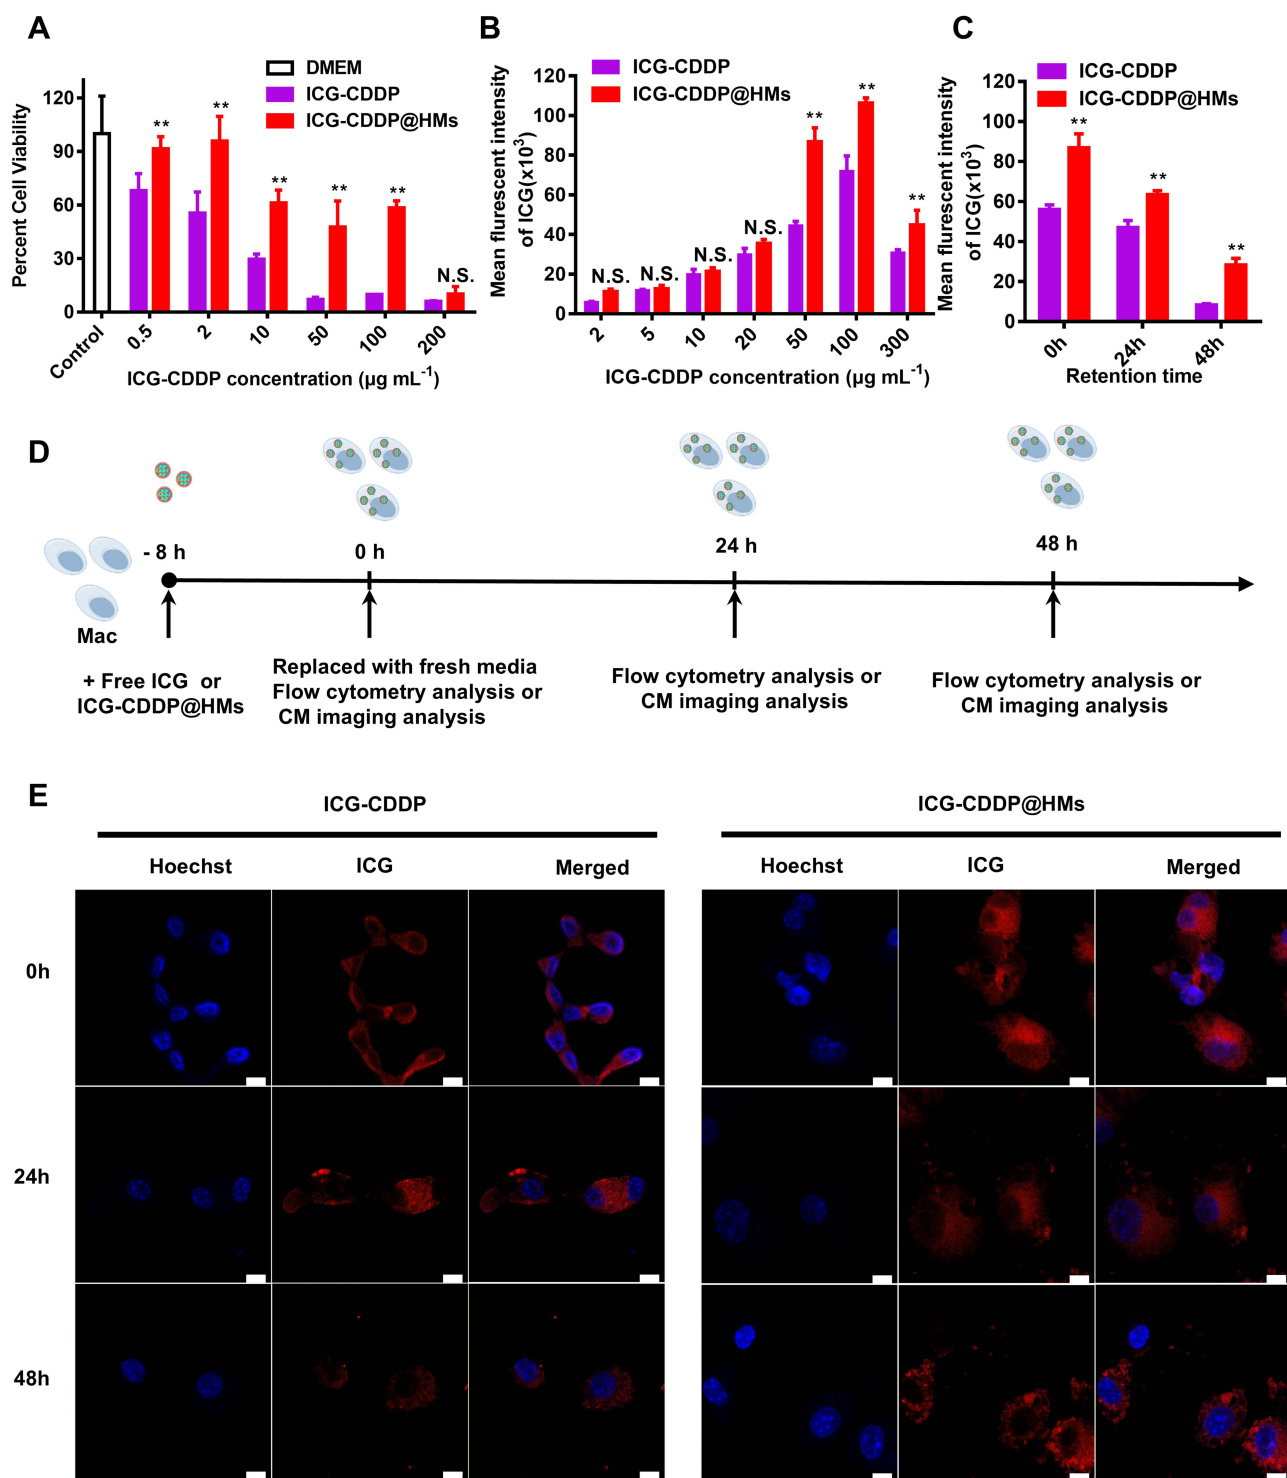 A
Percent Cell Viability
120
90
60
30
0
DMEM
ICG-CDDP
ICG-CDDP@HMs
**
**
**
**
**
N.S.
Control
0.5
2
10
50
100
200
ICG-CDDP concentration (µg mL⁻¹)
B
Mean flurescent intensity
of ICG(x10³)
120
100
80
60
40
20
0
ICG-CDDP
ICG-CDDP@HMs
N.S.
N.S.
N.S.
N.S.
**
**
**
2
5
10
20
50
100
300
ICG-CDDP concentration (µg mL⁻¹)
C
Mean flurescent intensity
of ICG(x10³)
120
100
80
60
40
20
0
ICG-CDDP
ICG-CDDP@HMs
**
**
**
0h
24h
48h
Retention time
D
- 8 h
0 h
24 h
48 h
Mac
+ Free ICG or
ICG-CDDP@HMs
Replaced with fresh media
Flow cytometry analysis or
CM imaging analysis
Flow cytometry analysis or
CM imaging analysis
Flow cytometry analysis or
CM imaging analysis
E
ICG-CDDP
ICG-CDDP@HMs
Hoechst
ICG
Merged
Hoechst
ICG
Merged
0h
24h
48h